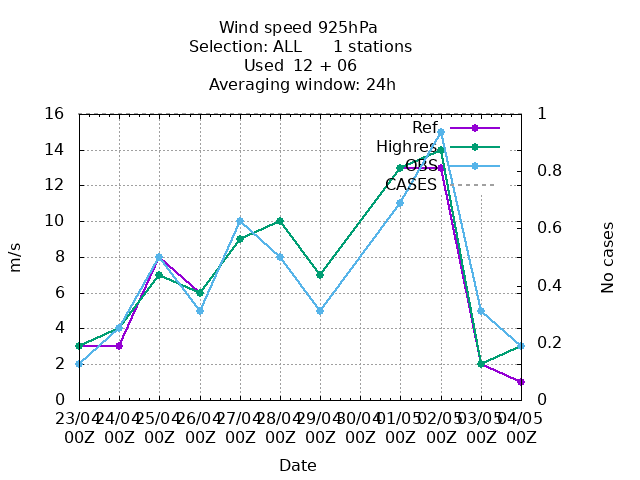 Wind speed 925hPa
Selection: ALL 1 stations
Used 12 + 06
Averaging window: 24h
16 1
14
12 0.8
10
8 0.6
6 0.4
4
2 0.2
0 0
Ref
Highres
OBS
CASES
m/s
No cases
23/04 24/04 25/04 26/04 27/04 28/04 29/04 30/04 01/05 02/05 03/05 04/05
00Z 00Z 00Z 00Z 00Z 00Z 00Z 00Z 00Z 00Z 00Z 00Z
Date